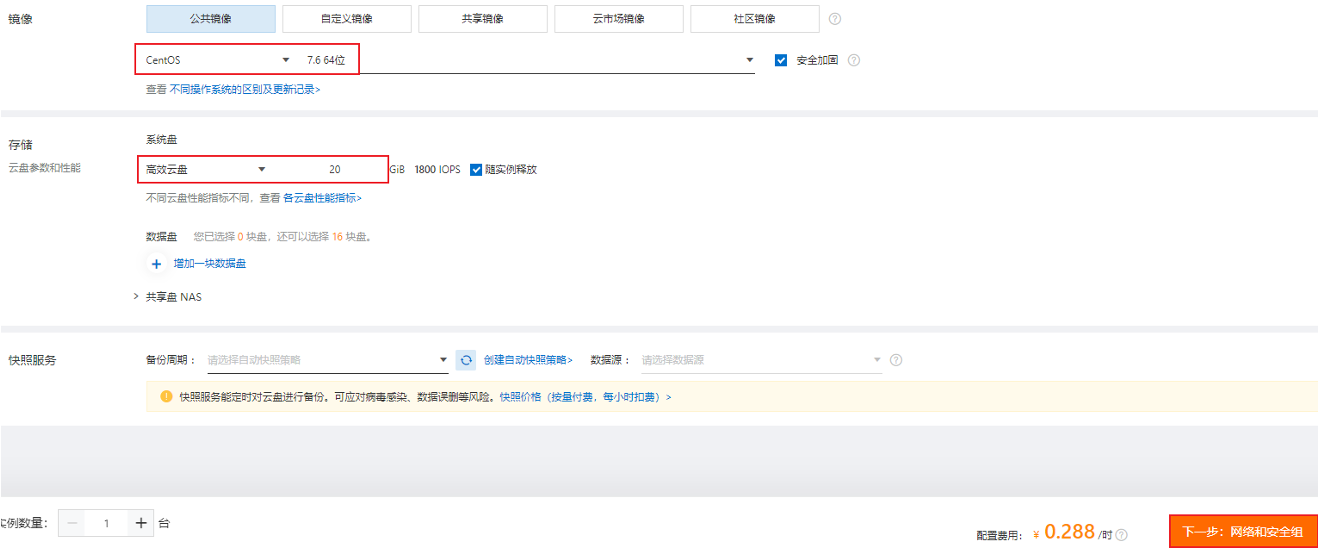 镜像 公共镜像 自定义镜像 共享镜像 云市场镜像 社区镜像
CentOS 7.6 64位 安全加固
查看 不同操作系统的区别及更新记录>
存储 系统盘
云盘参数和性能
高效云盘 20 GiB 1800 IOPS 随实例释放
不同云盘性能指标不同，查看 各云盘性能指标>
数据盘 您已选择 0 块盘，还可以选择 16 块盘。
+ 增加一块数据盘
> 共享盘 NAS
快照服务 备份周期： 请选择自动快照策略 创建自动快照策略> 数据源： 请选择数据源
快照服务能定时对云盘进行备份。可应对病毒感染、数据误删等风险。快照价格（按量付费，每小时扣费）>
实例数量： 1 台
配置费用： ¥ 0.288 /时
下一步：网络和安全组